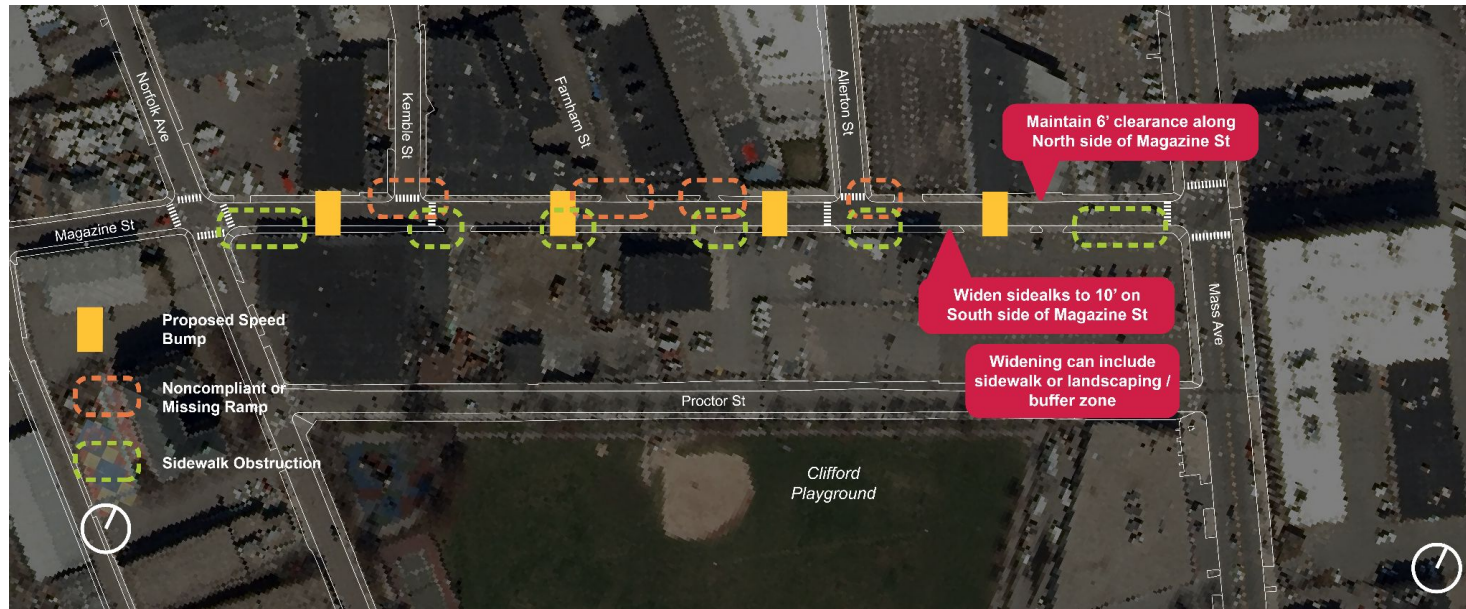 Norfolk Ave
Kemble St
Farnham St
Allerton St
Maintain 6’ clearance along
North side of Magazine St
Magazine St
Widen sidealks to 10’ on
South side of Magazine St
Mass Ave
Proposed Speed
Bump
Widening can include
sidewalk or landscaping /
buffer zone
Noncompliant or
Missing Ramp
Proctor St
Sidewalk Obstruction
Clifford
Playground